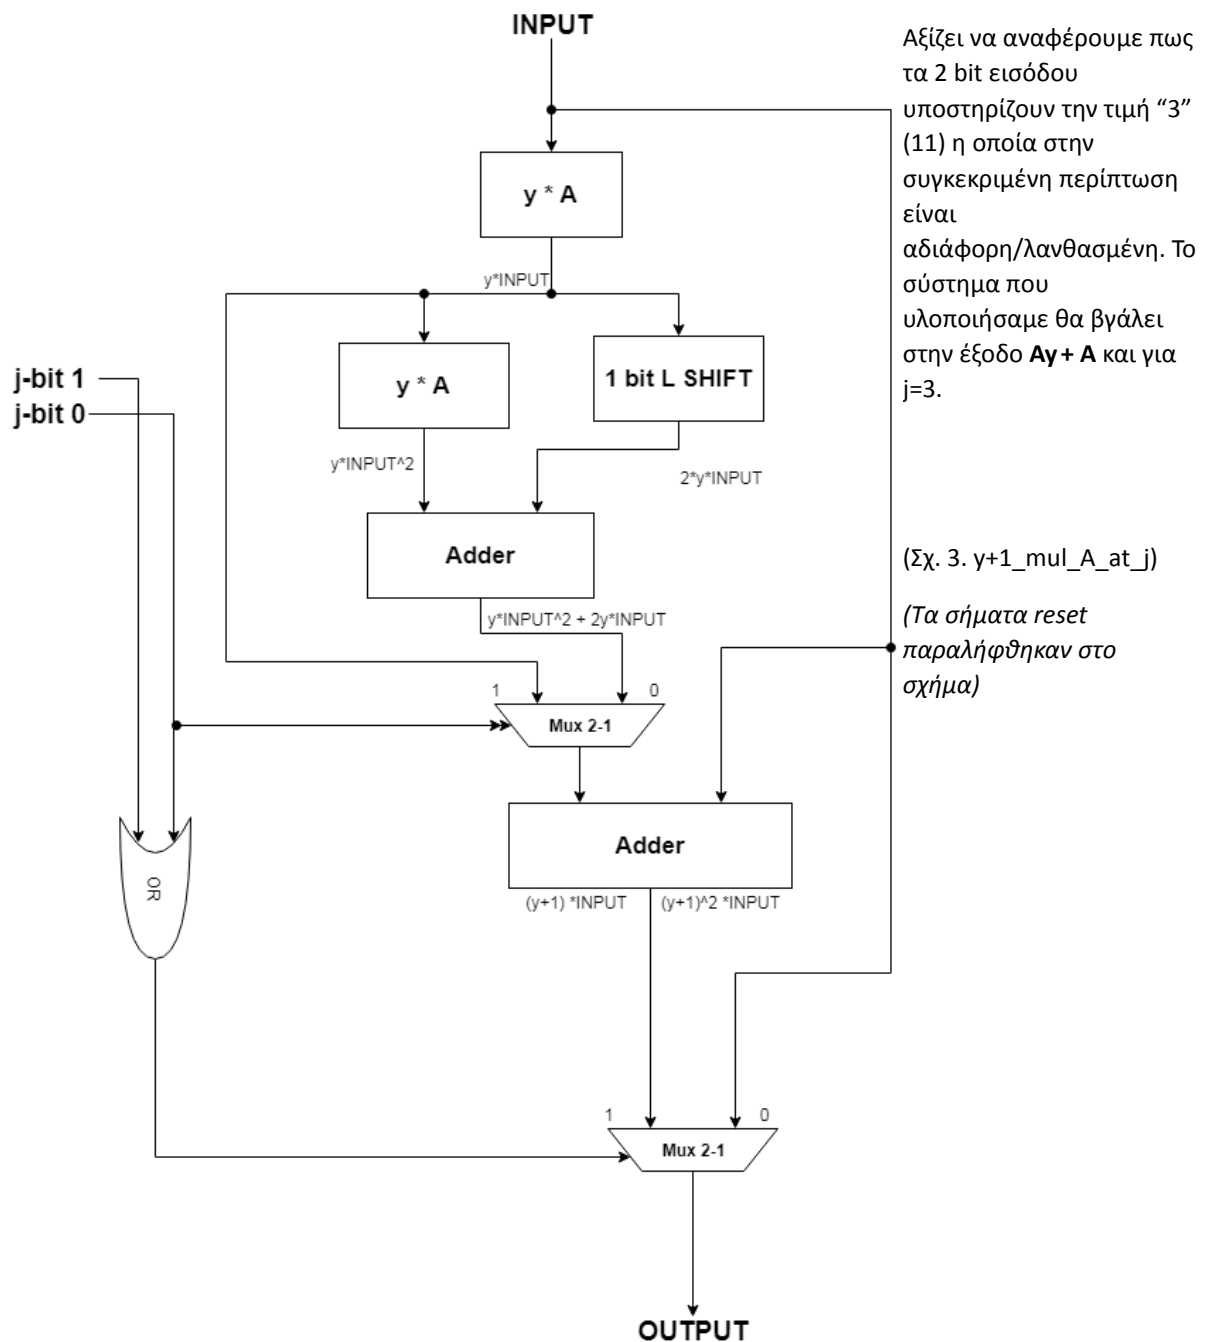 INPUT
Αξίζει να αναφέρουμε πως
τα 2 bit εισόδου
υποστηρίζουν την τιμή “3”
(11) η οποία στην
συγκεκριμένη περίπτωση
είναι
αδιάφορη/λανθασμένη. Το
σύστημα που
υλοποιήσαμε θα βγάλει
στην έξοδο Ay + A και για
j=3.
y * A
y*INPUT
y * A
1 bit L SHIFT
j-bit 1
j-bit 0
y*INPUT^2
2*y*INPUT
Adder
(Σχ. 3. y+1_mul_A_at_j)
(Τα σήματα reset
παραλήφθηκαν στο
σχήμα)
y*INPUT^2 + 2y*INPUT
1
0
Mux 2-1
Adder
OR
(y+1) *INPUT
(y+1)^2 *INPUT
1
0
Mux 2-1
OUTPUT